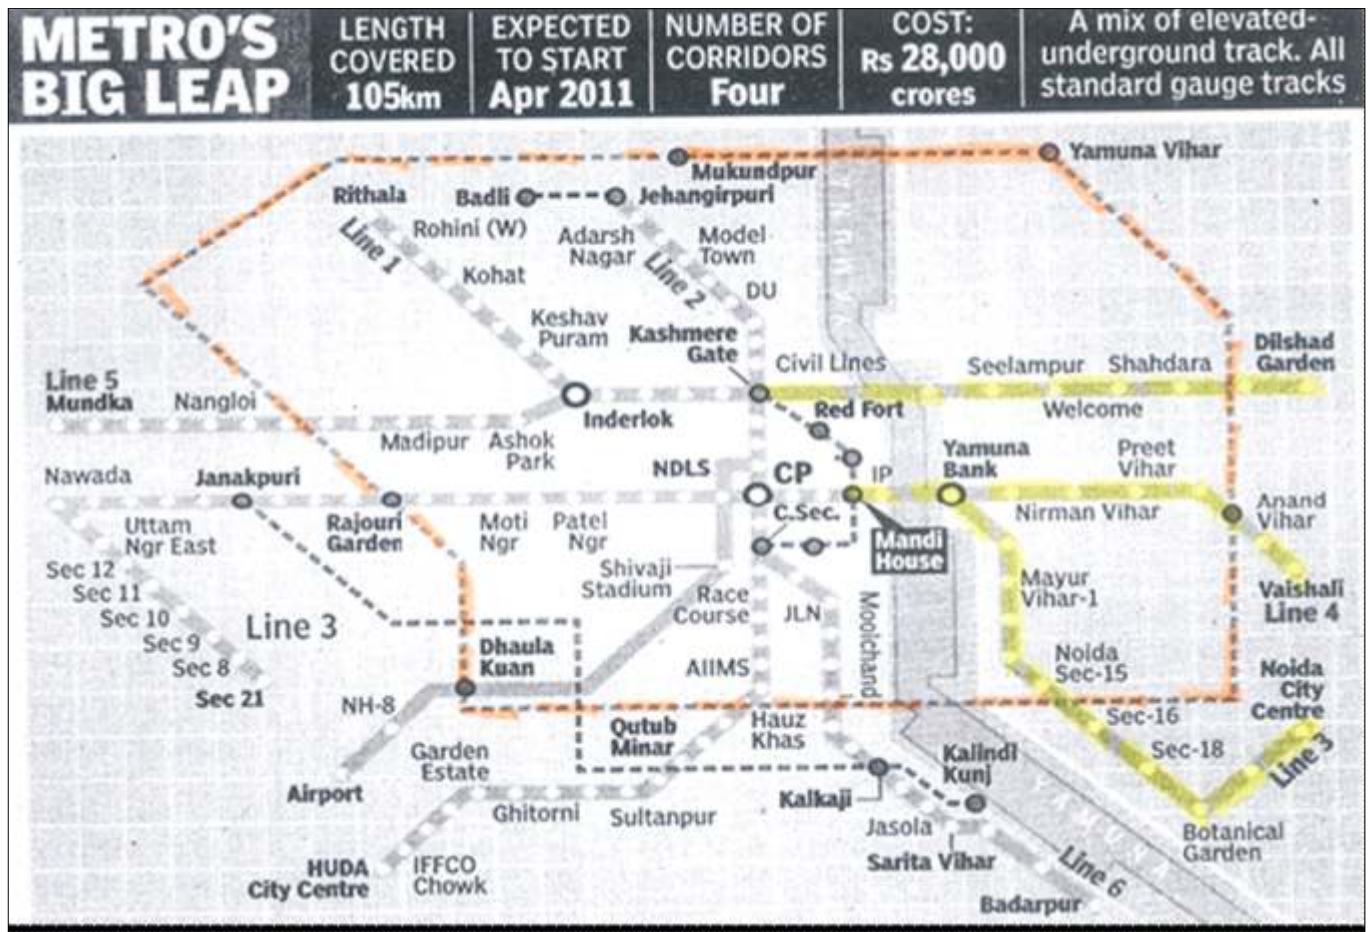 METRO'S
BIG LEAP
LENGTH
COVERED
105km
EXPECTED
TO START
Apr 2011
NUMBER OF
CORRIDORS
Four
COST:
Rs 28,000
crores
A mix of elevated-
underground track. All
standard gauge tracks
Yamuna Vihar
Mukundpur
Rithala
Badli
Jehangirpuri
Rohini (W)
Line 1
Adarsh
Nagar
Model
Town
Line 2
Kohat
DU
Keshav
Puram
Kashmere
Gate
Civil Lines
Seelampur
Shahdara
Dilshad
Garden
Line 5
Mundka
Nangloi
Inderlok
Red Fort
Welcome
Madipur
Ashok
Park
NDLS
CP
IP
Yamuna
Bank
Preet
Vihar
Nawada
Janakpuri
Rajouri
Garden
Moti
Ngr
Patel
Ngr
C.Sec.
Nirman Vihar
Anand
Vihar
Uttam
Ngr East
Mandi
House
Shivaji
Stadium
Sec 12
Sec 11
Sec 10
Sec 9
Sec 8
Sec 21
Line 3
Race
Course
JLN
Moolchand
Mayur
Vihar-1
Vaishali
Line 4
Dhaula
Kuan
AIIMS
Noida
Sec-15
Noida
City
Centre
NH-8
Qutub
Minar
Hauz
Khas
Sec-16
Sec-18
Line 3
Garden
Estate
Kalindi
Kunj
Airport
Ghitorni
Sultanpur
Kalkaji
Jasola
Sarita Vihar
Botanical
Garden
HUDA
City Centre
IFFCO
Chowk
Line 6
Badarpur